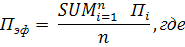 Пэф = SUMⁿᵢ₌₁ Пᵢ / n, где